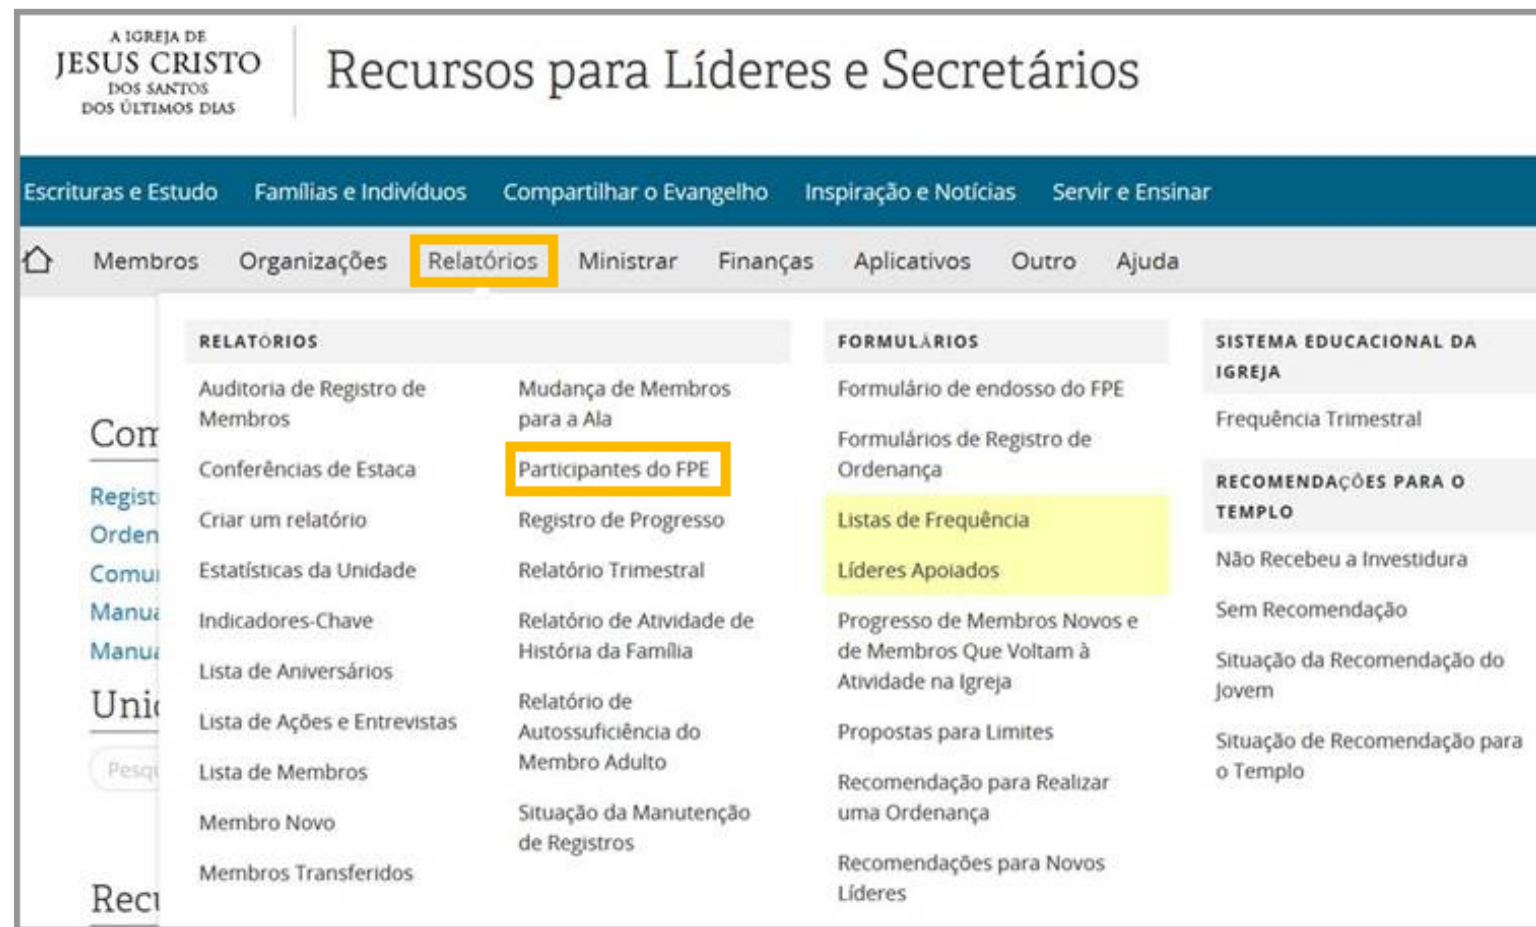 A IGREJA DE
JESUS CRISTO
DOS SANTOS
DOS ÚLTIMOS DIAS
Recursos para Líderes e Secretários
Escrituras e Estudo Famílias e Indivíduos Compartilhar o Evangelho Inspiração e Notícias Servir e Ensinar
Membros Organizações Relatórios Ministrar Finanças Aplicativos Outro Ajuda
RELATÓRIOS
Auditoria de Registro de
Membros
Conferências de Estaca
Criar um relatório
Estatísticas da Unidade
Indicadores-Chave
Lista de Aniversários
Lista de Ações e Entrevistas
Lista de Membros
Membro Novo
Membros Transferidos
Mudança de Membros
para a Ala
Participantes do FPE
Registro de Progresso
Relatório Trimestral
Relatório de Atividade de
História da Família
Relatório de
Autossuficiência do
Membro Adulto
Situação da Manutenção
de Registros
FORMULÁRIOS
Formulário de endosso do FPE
Formulários de Registro de
Ordenança
Listas de Frequência
Líderes Apoiados
Progresso de Membros Novos e
de Membros Que Voltam à
Atividade na Igreja
Propostas para Limites
Recomendação para Realizar
uma Ordenança
Recomendações para Novos
Líderes
SISTEMA EDUCACIONAL DA
IGREJA
Frequência Trimestral
RECOMENDAÇÕES PARA O
TEMPLO
Não Recebeu a Investidura
Sem Recomendação
Situação da Recomendação do
Jovem
Situação de Recomendação para
o Templo